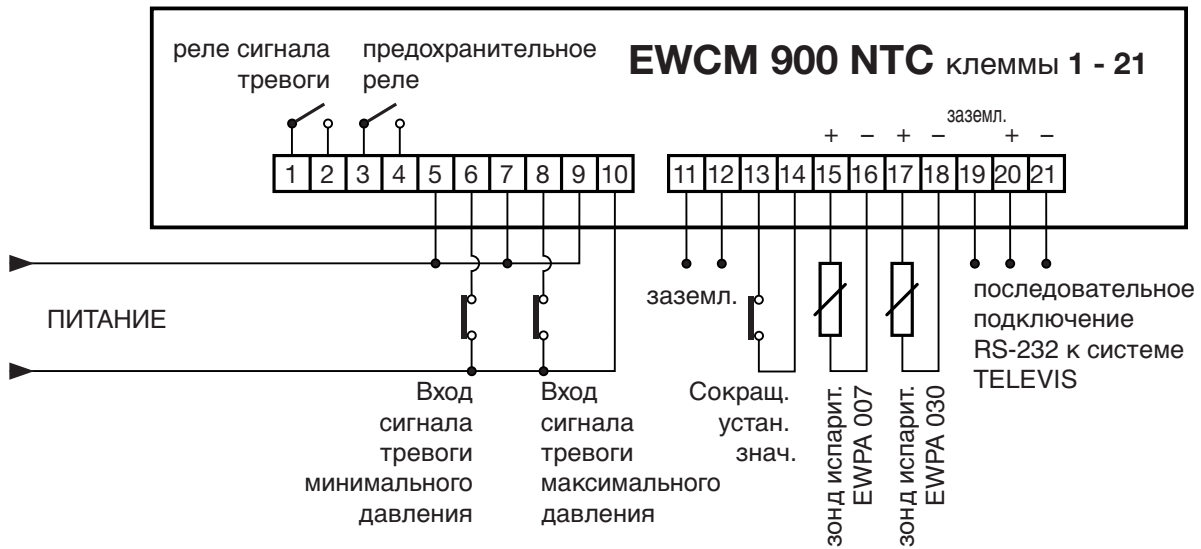 реле сигнала
тревоги
предохранительное
реле
EWCM 900 NTC клеммы 1 - 21
заземл.
+ – + – + –
1 2 3 4 5 6 7 8 9 10 11 12 13 14 15 16 17 18 19 20 21
ПИТАНИЕ
Вход
сигнала
тревоги
минимального
давления
Вход
сигнала
тревоги
максимального
давления
заземл.
Сокращ.
устан.
знач.
зонд испарит.
EWPA 007
зонд испарит.
EWPA 030
последовательное
подключение
RS-232 к системе
TELEVIS